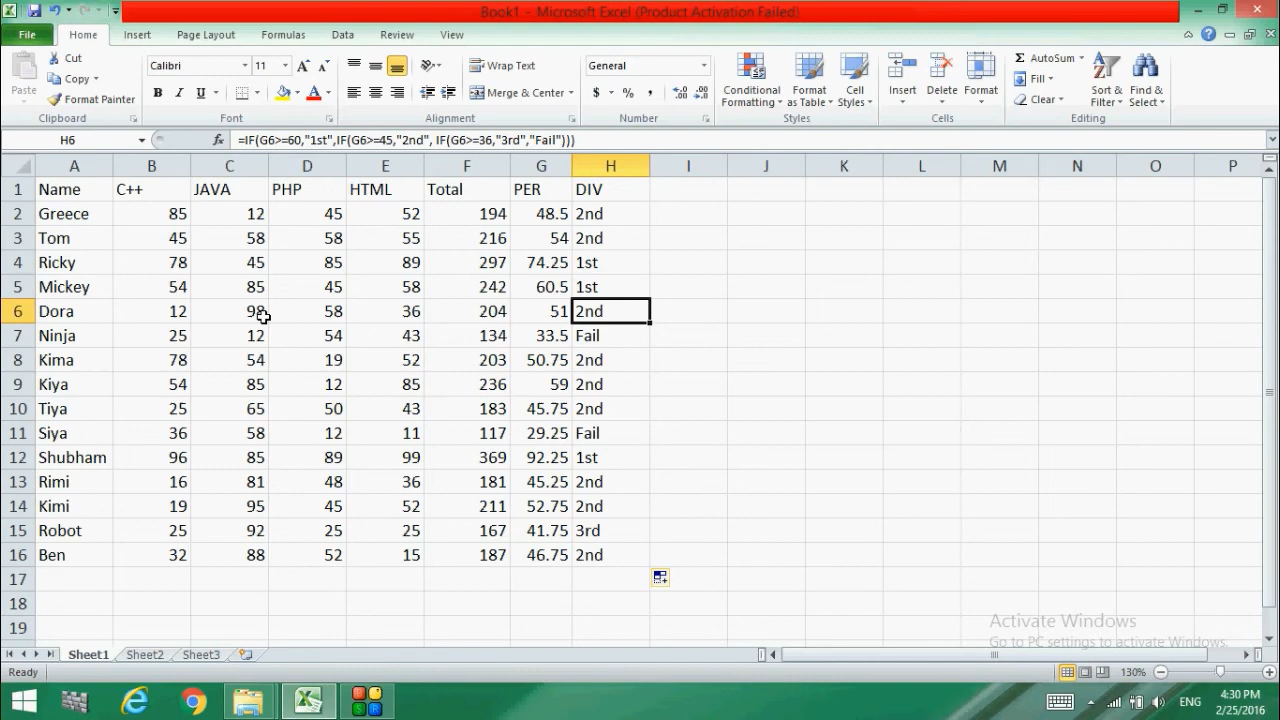 Book1 - Microsoft Excel (Product Activation Failed)
File Home Insert Page Layout Formulas Data Review View
Paste
Cut
Copy
Format Painter
Clipboard
Calibri 11
B I U
Font
Wrap Text
Merge & Center
Alignment
General
$ % ,
Number
Conditional Formatting
Format as Table
Cell Styles
Styles
Insert
Delete
Format
Cells
AutoSum
Fill
Clear
Sort & Filter
Find & Select
Editing
H6 fx =IF(G6>=60,"1st",IF(G6>=45,"2nd", IF(G6>=36,"3rd","Fail")))
A B C D E F G H I J K L M N O P
1 Name C++ JAVA PHP HTML Total PER DIV
2 Greece 85 12 45 52 194 48.5 2nd
3 Tom 45 58 58 55 216 54 2nd
4 Ricky 78 45 85 89 297 74.25 1st
5 Mickey 54 85 45 58 242 60.5 1st
6 Dora 12 98 58 36 204 51 2nd
7 Ninja 25 12 54 43 134 33.5 Fail
8 Kima 78 54 19 52 203 50.75 2nd
9 Kiya 54 85 12 85 236 59 2nd
10 Tiya 25 65 50 43 183 45.75 2nd
11 Siya 36 58 12 11 117 29.25 Fail
12 Shubham 96 85 89 99 369 92.25 1st
13 Rimi 16 81 48 36 181 45.25 2nd
14 Kimi 19 95 45 52 211 52.75 2nd
15 Robot 25 92 25 25 167 41.75 3rd
16 Ben 32 88 52 15 187 46.75 2nd
17
18
19
Activate Windows
Go to PC settings to activate Windows.
Sheet1 Sheet2 Sheet3
Ready 130%
ENG
4:30 PM
2/25/2016